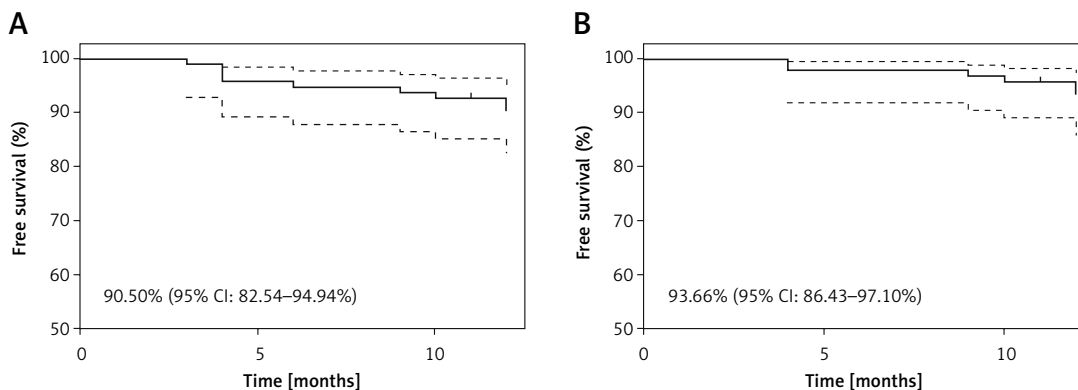 A
Free survival (%)
100
90
80
70
60
50
90.50% (95% CI: 82.54–94.94%)
0
5
10
Time [months]
B
Free survival (%)
100
90
80
70
60
50
93.66% (95% CI: 86.43–97.10%)
0
5
10
Time [months]